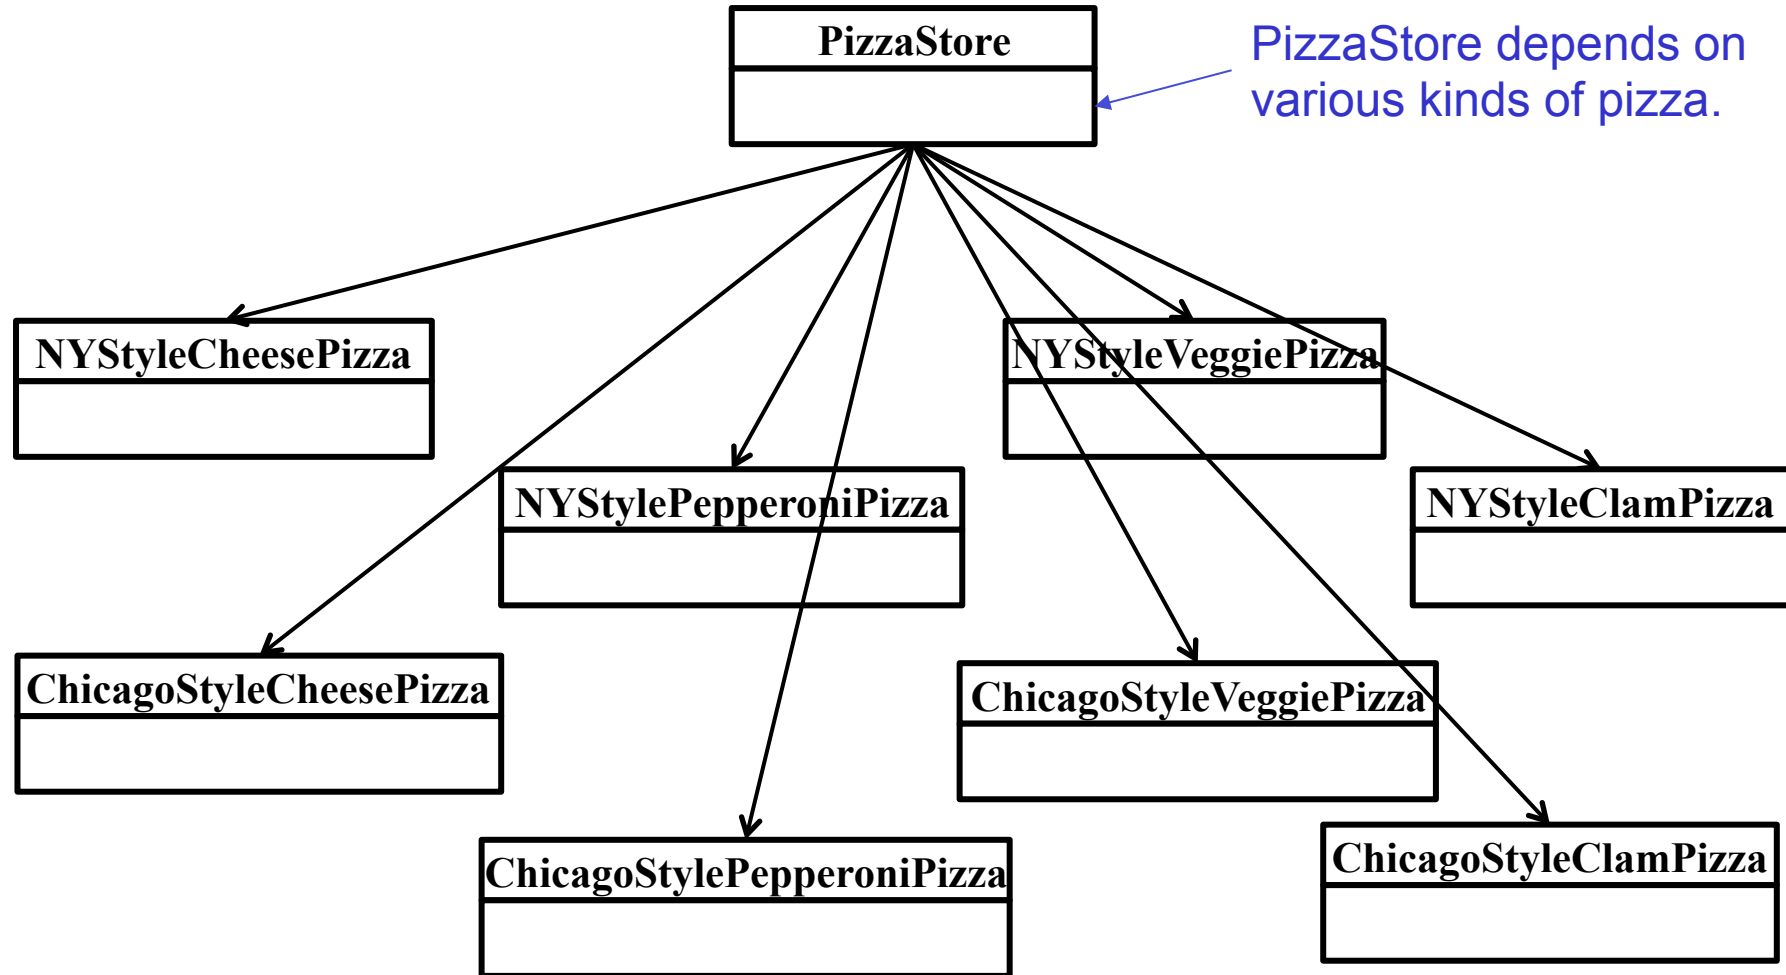 PizzaStore
PizzaStore depends on
various kinds of pizza.
NYStyleCheesePizza
NYStyleVeggiePizza
NYStylePepperoniPizza
NYStyleClamPizza
ChicagoStyleCheesePizza
ChicagoStyleVeggiePizza
ChicagoStylePepperoniPizza
ChicagoStyleClamPizza